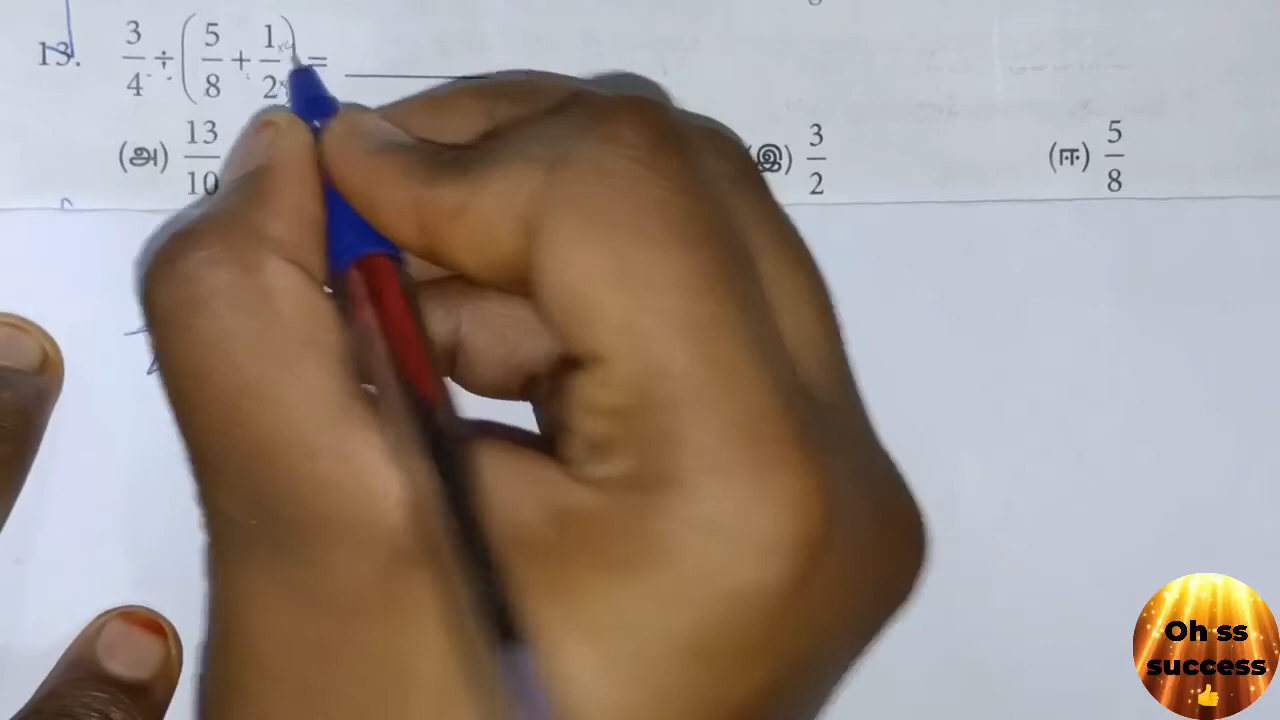 13. 3/4 ÷ (5/8 + 1/2) =
(அ) 13/10 (இ) 3/2 (ஈ) 5/8
Oh ss
success